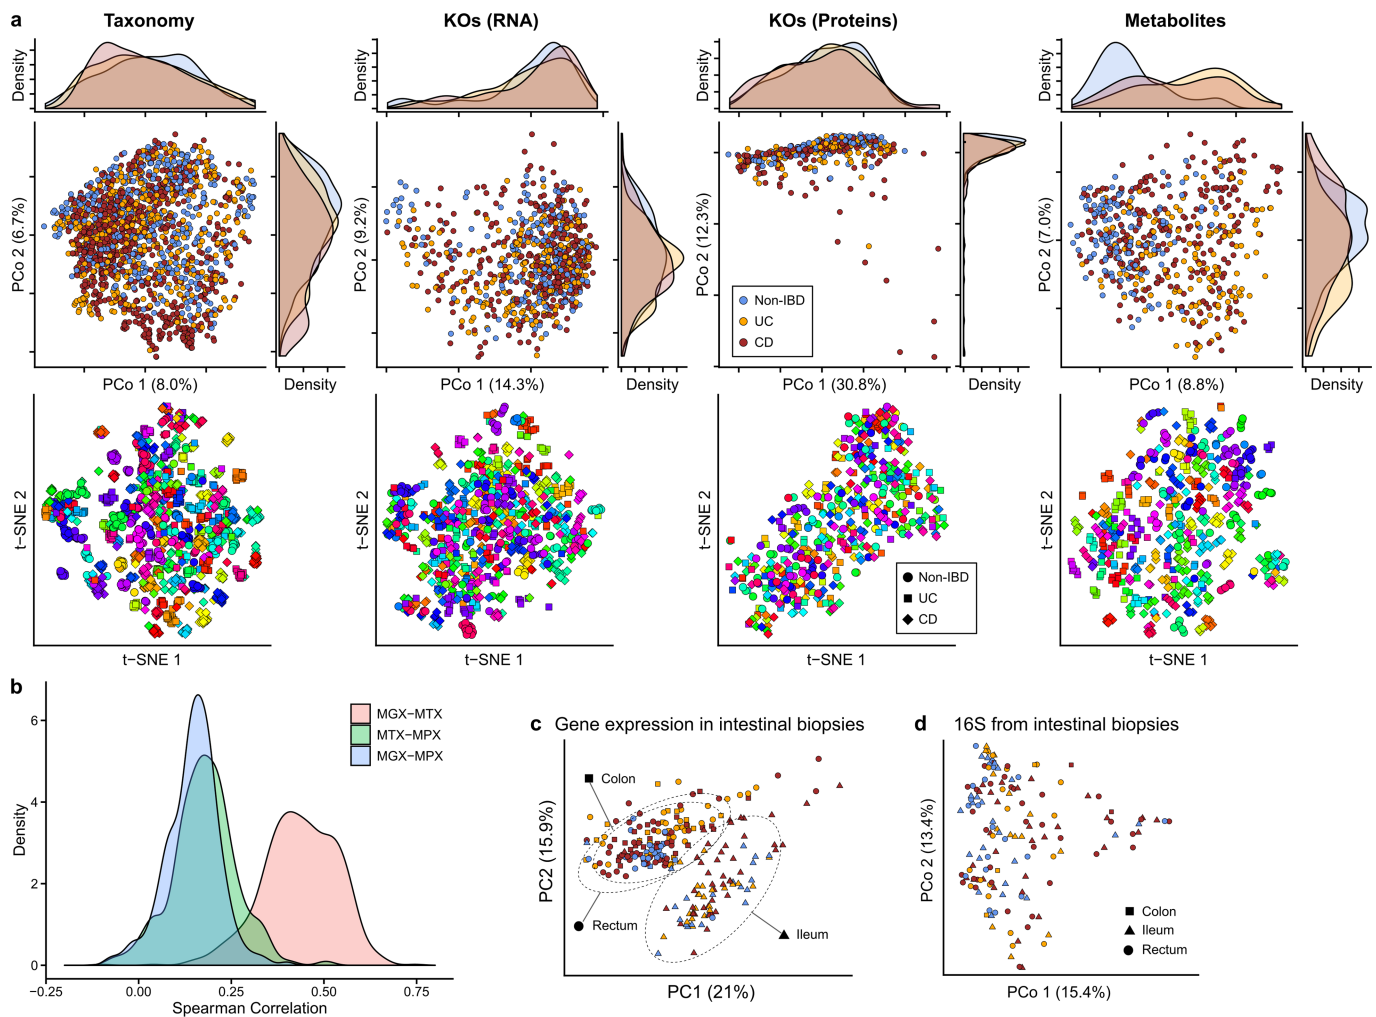 a
Taxonomy
KOs (RNA)
KOs (Proteins)
Metabolites
Density
Density
Density
Density
PCo 2 (6.7%)
PCo 2 (9.2%)
PCo 2 (12.3%)
PCo 2 (7.0%)
Non-IBD
UC
CD
PCo 1 (8.0%)
Density
PCo 1 (14.3%)
Density
PCo 1 (30.8%)
Density
PCo 1 (8.8%)
Density
t−SNE 2
t−SNE 2
t−SNE 2
t−SNE 2
Non-IBD
UC
CD
t−SNE 1
t−SNE 1
t−SNE 1
t−SNE 1
b
Density
6
4
2
0
−0.25
0.00
0.25
0.50
0.75
Spearman Correlation
MGX−MTX
MTX−MPX
MGX−MPX
c
Gene expression in intestinal biopsies
PC2 (15.9%)
Colon
Rectum
Ileum
PC1 (21%)
d
16S from intestinal biopsies
PCo 2 (13.4%)
Colon
Ileum
Rectum
PCo 1 (15.4%)